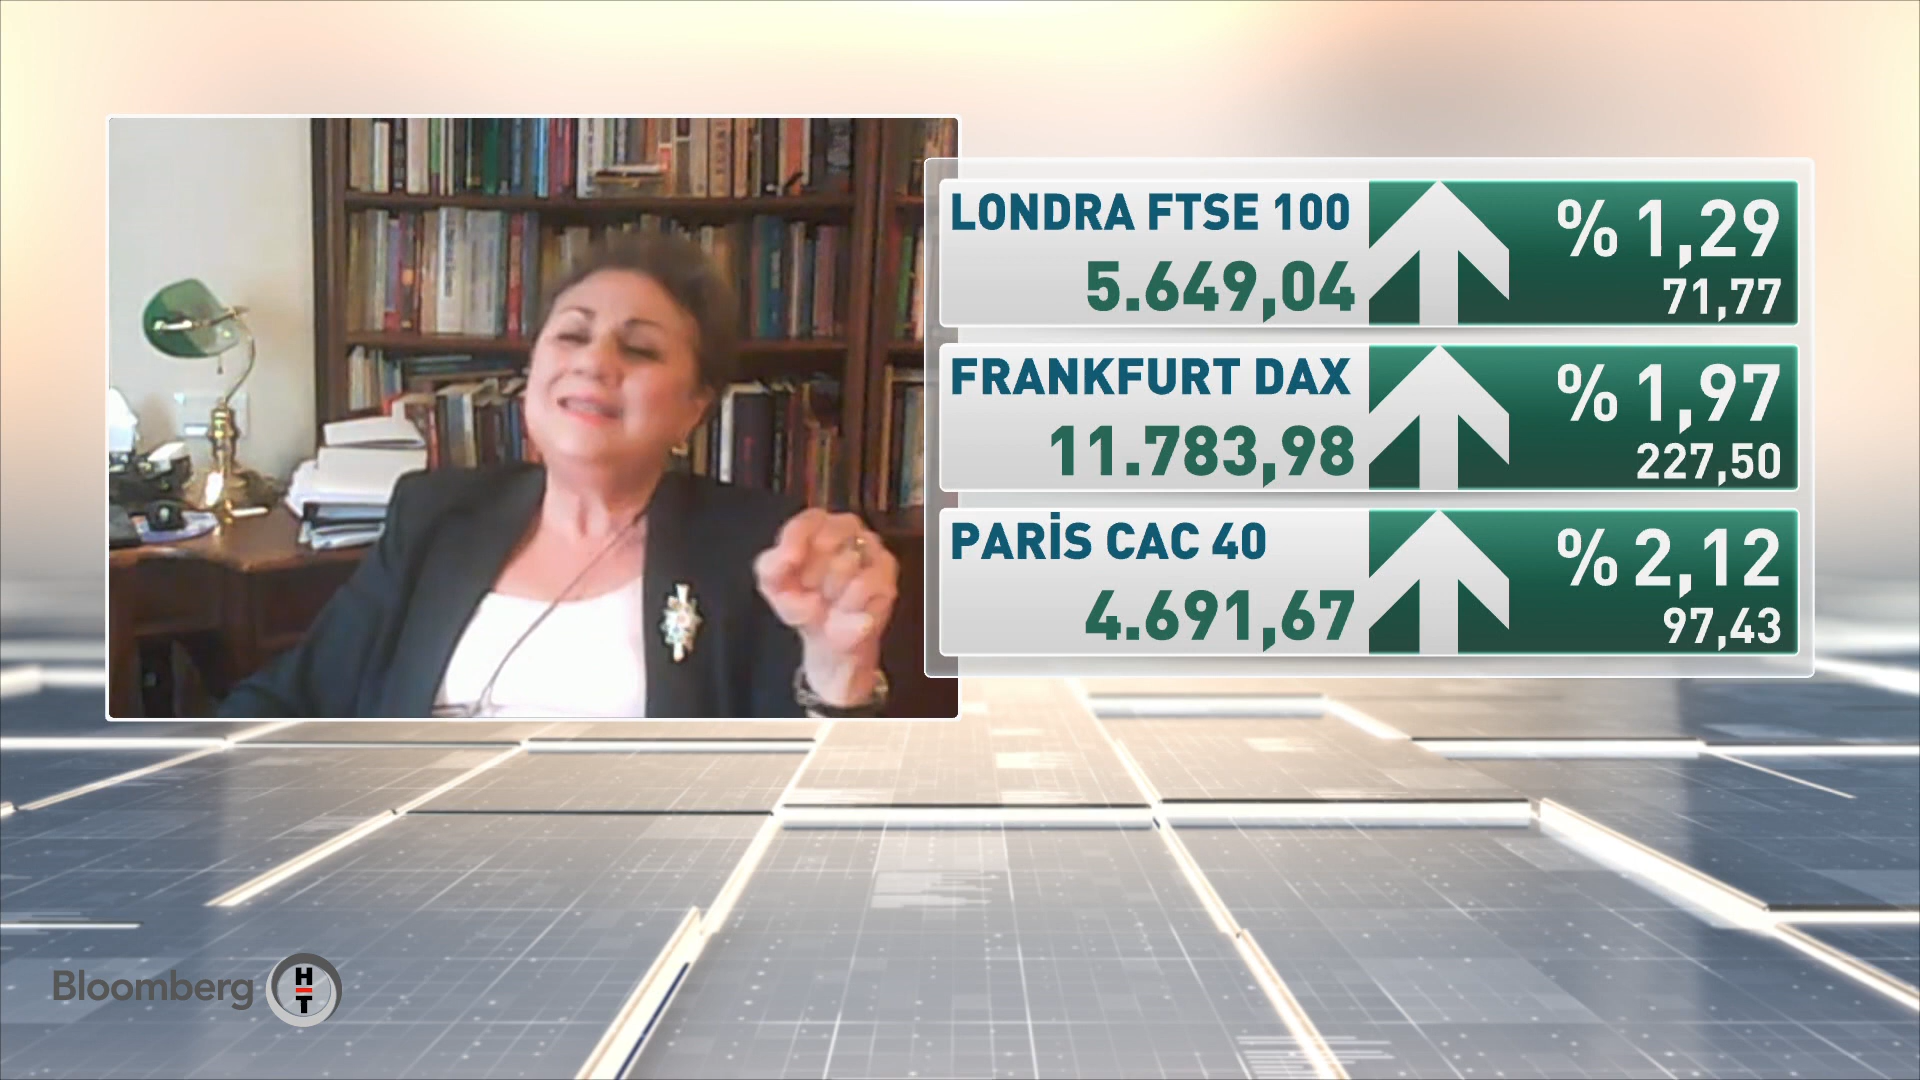 LONDRA FTSE 100
5.649,04
% 1,29
71,77
FRANKFURT DAX
11.783,98
% 1,97
227,50
PARİS CAC 40
4.691,67
% 2,12
97,43
Bloomberg HT